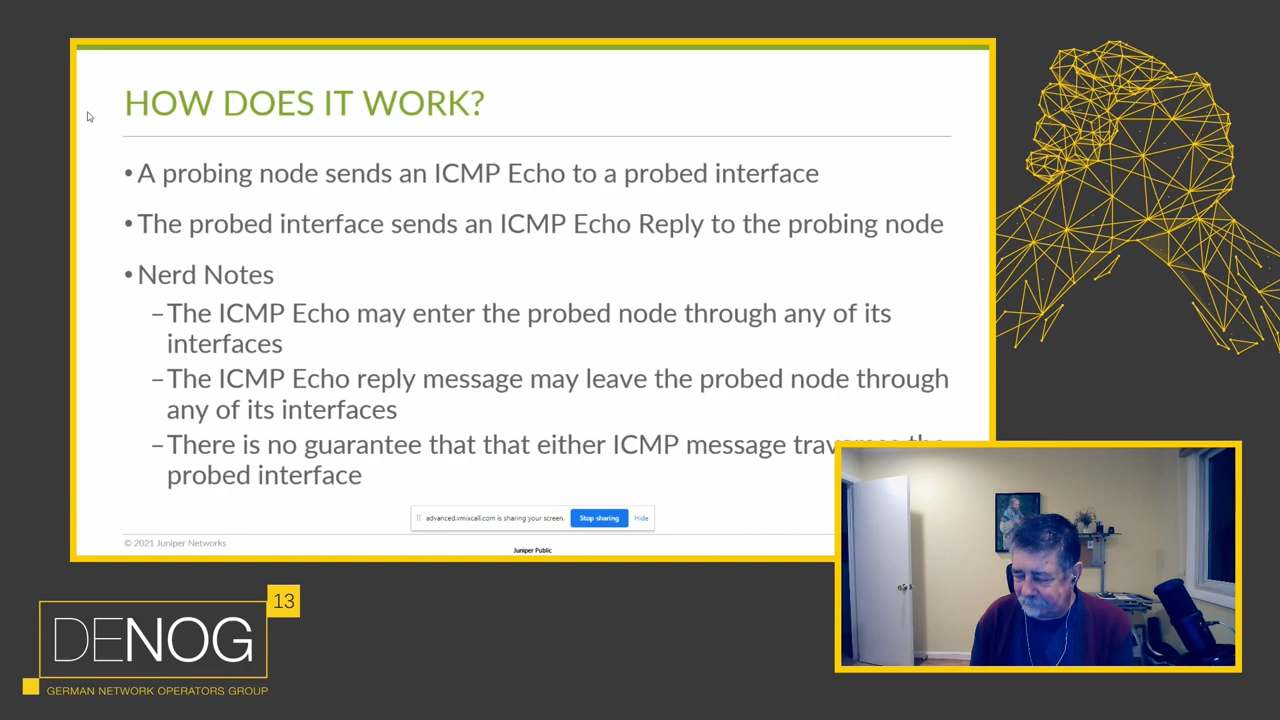 HOW DOES IT WORK?
• A probing node sends an ICMP Echo to a probed interface
• The probed interface sends an ICMP Echo Reply to the probing node
• Nerd Notes
–The ICMP Echo may enter the probed node through any of its
interfaces
–The ICMP Echo reply message may leave the probed node through
any of its interfaces
–There is no guarantee that that either ICMP message
probed interface
advanced.vmixcall.com is sharing your screen. Stop sharing Hide
© 2021 Juniper Networks
Juniper Public
13
DENOG
GERMAN NETWORK OPERATORS GROUP